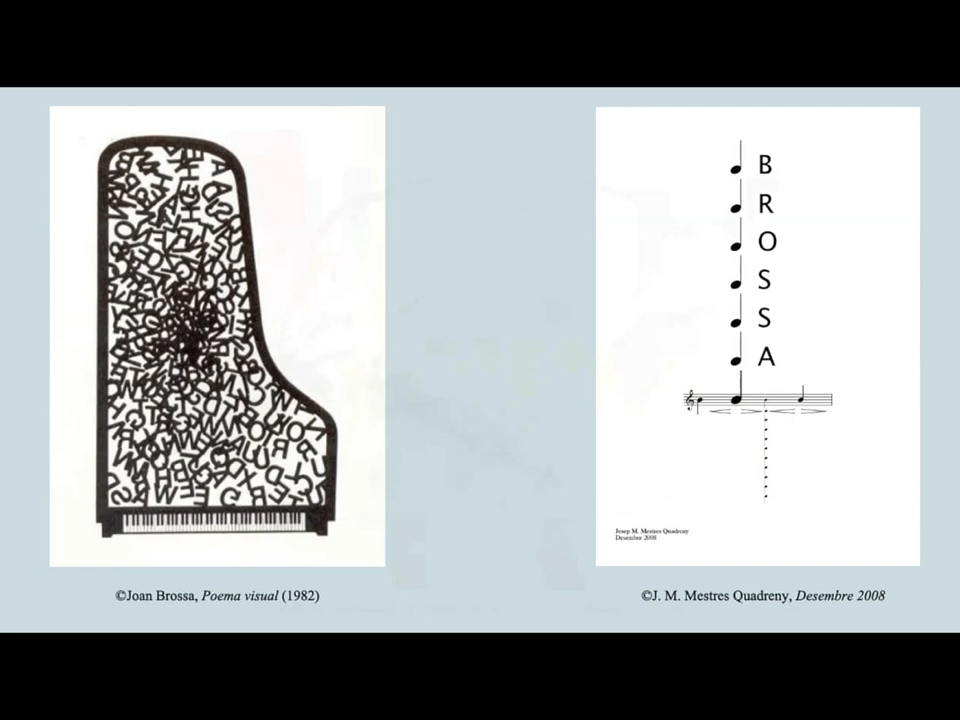 B
R
O
S
S
A
Josep M. Mestres Quadreny
Desembre 2008
©Joan Brossa, Poema visual (1982)
©J. M. Mestres Quadreny, Desembre 2008